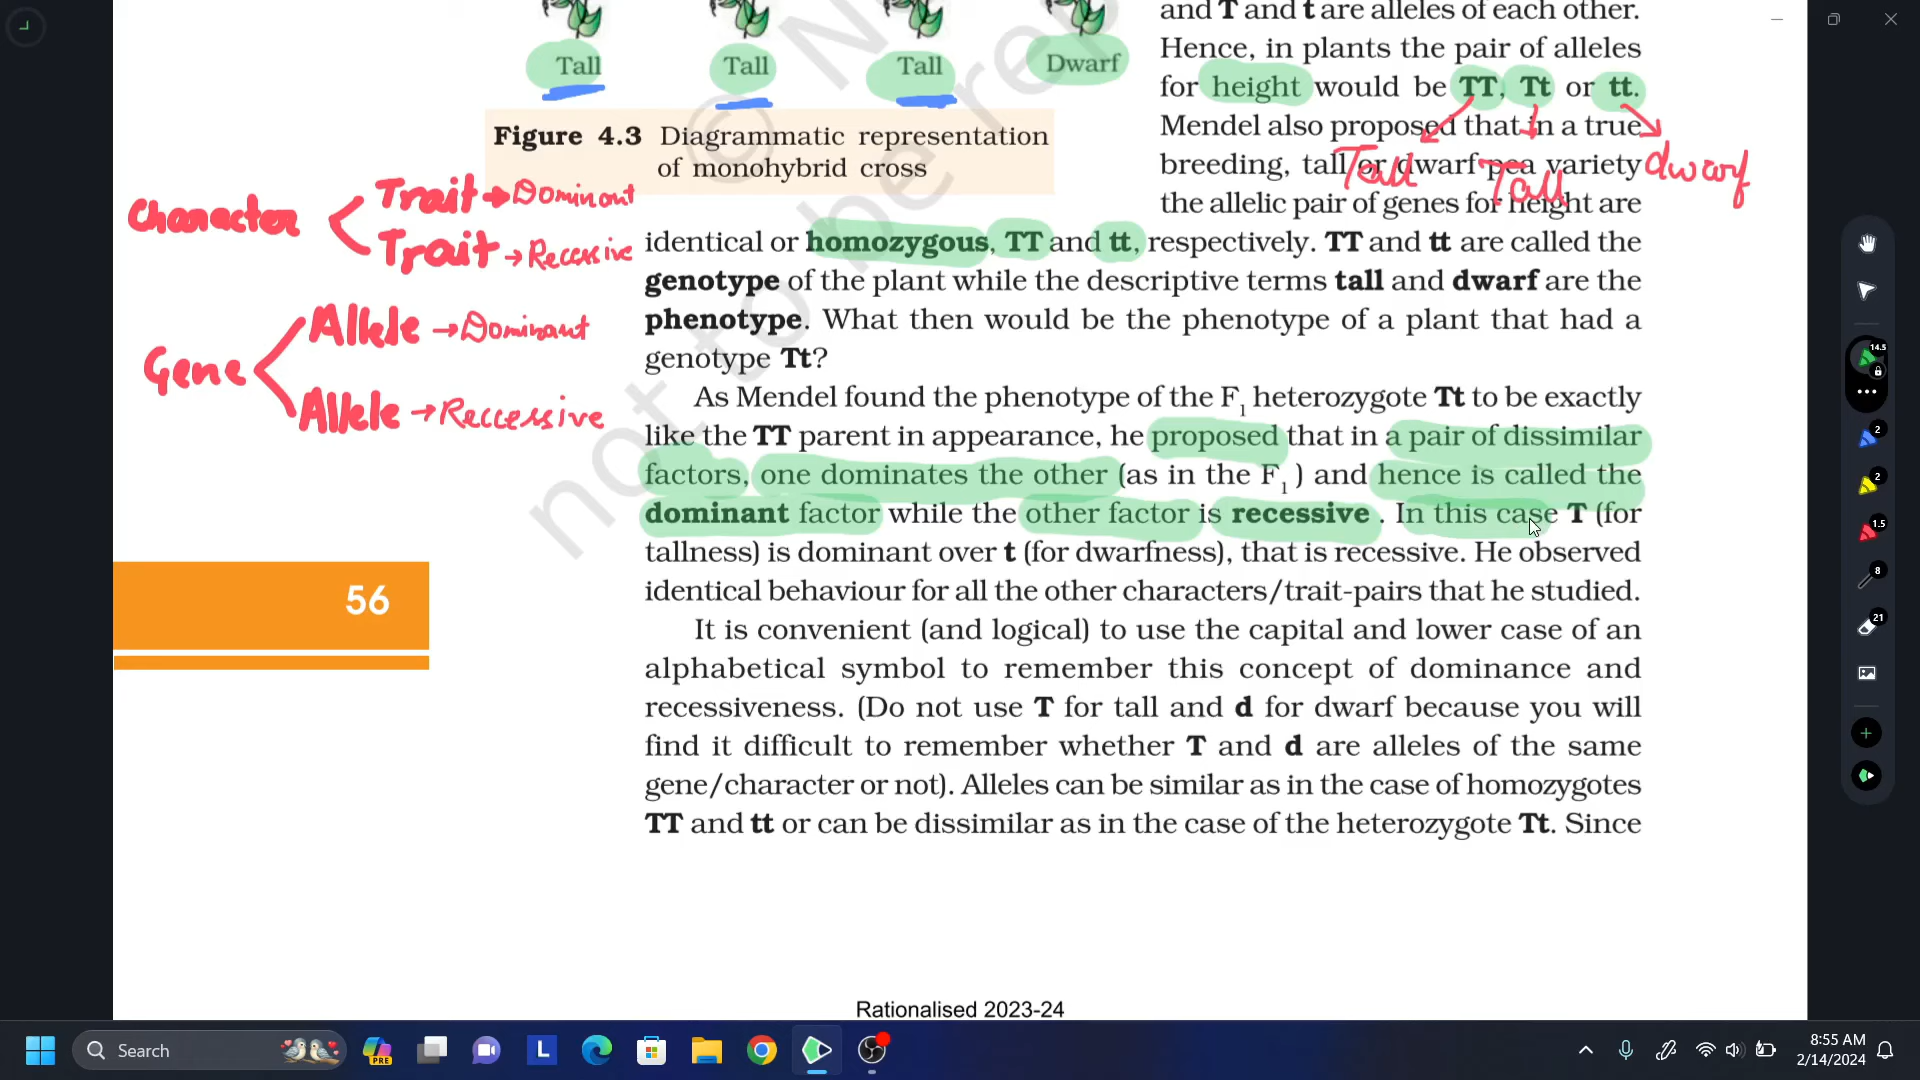 and T and t are alleles of each other.
Hence, in plants the pair of alleles
for height would be TT, Tt or tt.
Mendel also proposed that in a true
breeding, tall or dwarf pea variety
the allelic pair of genes for height are
Tall
Tall
dwarf
Tall
Tall
Tall
Dwarf
Figure 4.3 Diagrammatic representation
of monohybrid cross
Character
Trait → Dominant
Trait → Recessive
Gene
Allele → Dominant
Allele → Reccessive
identical or homozygous, TT and tt, respectively. TT and tt are called the
genotype of the plant while the descriptive terms tall and dwarf are the
phenotype. What then would be the phenotype of a plant that had a
genotype Tt?
As Mendel found the phenotype of the F1 heterozygote Tt to be exactly
like the TT parent in appearance, he proposed that in a pair of dissimilar
factors, one dominates the other (as in the F1 ) and hence is called the
dominant factor while the other factor is recessive . In this case T (for
tallness) is dominant over t (for dwarfness), that is recessive. He observed
identical behaviour for all the other characters/trait-pairs that he studied.
It is convenient (and logical) to use the capital and lower case of an
alphabetical symbol to remember this concept of dominance and
recessiveness. (Do not use T for tall and d for dwarf because you will
find it difficult to remember whether T and d are alleles of the same
gene/character or not). Alleles can be similar as in the case of homozygotes
TT and tt or can be dissimilar as in the case of the heterozygote Tt. Since
56
not to be rep
© N
Rationalised 2023-24
14.5
2
2
1.5
8
21
Search
PRE
L
8:55 AM
2/14/2024